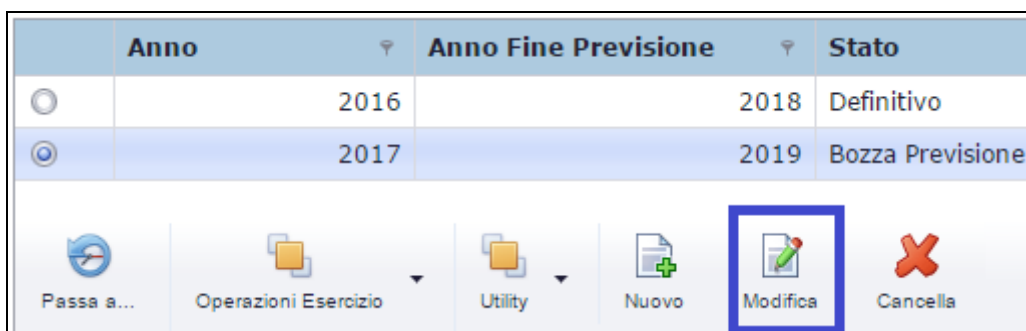 Anno Anno Fine Previsione Stato
2016 2018 Definitivo
2017 2019 Bozza Previsione
Passa a... Operazioni Esercizio Utility Nuovo Modifica Cancella